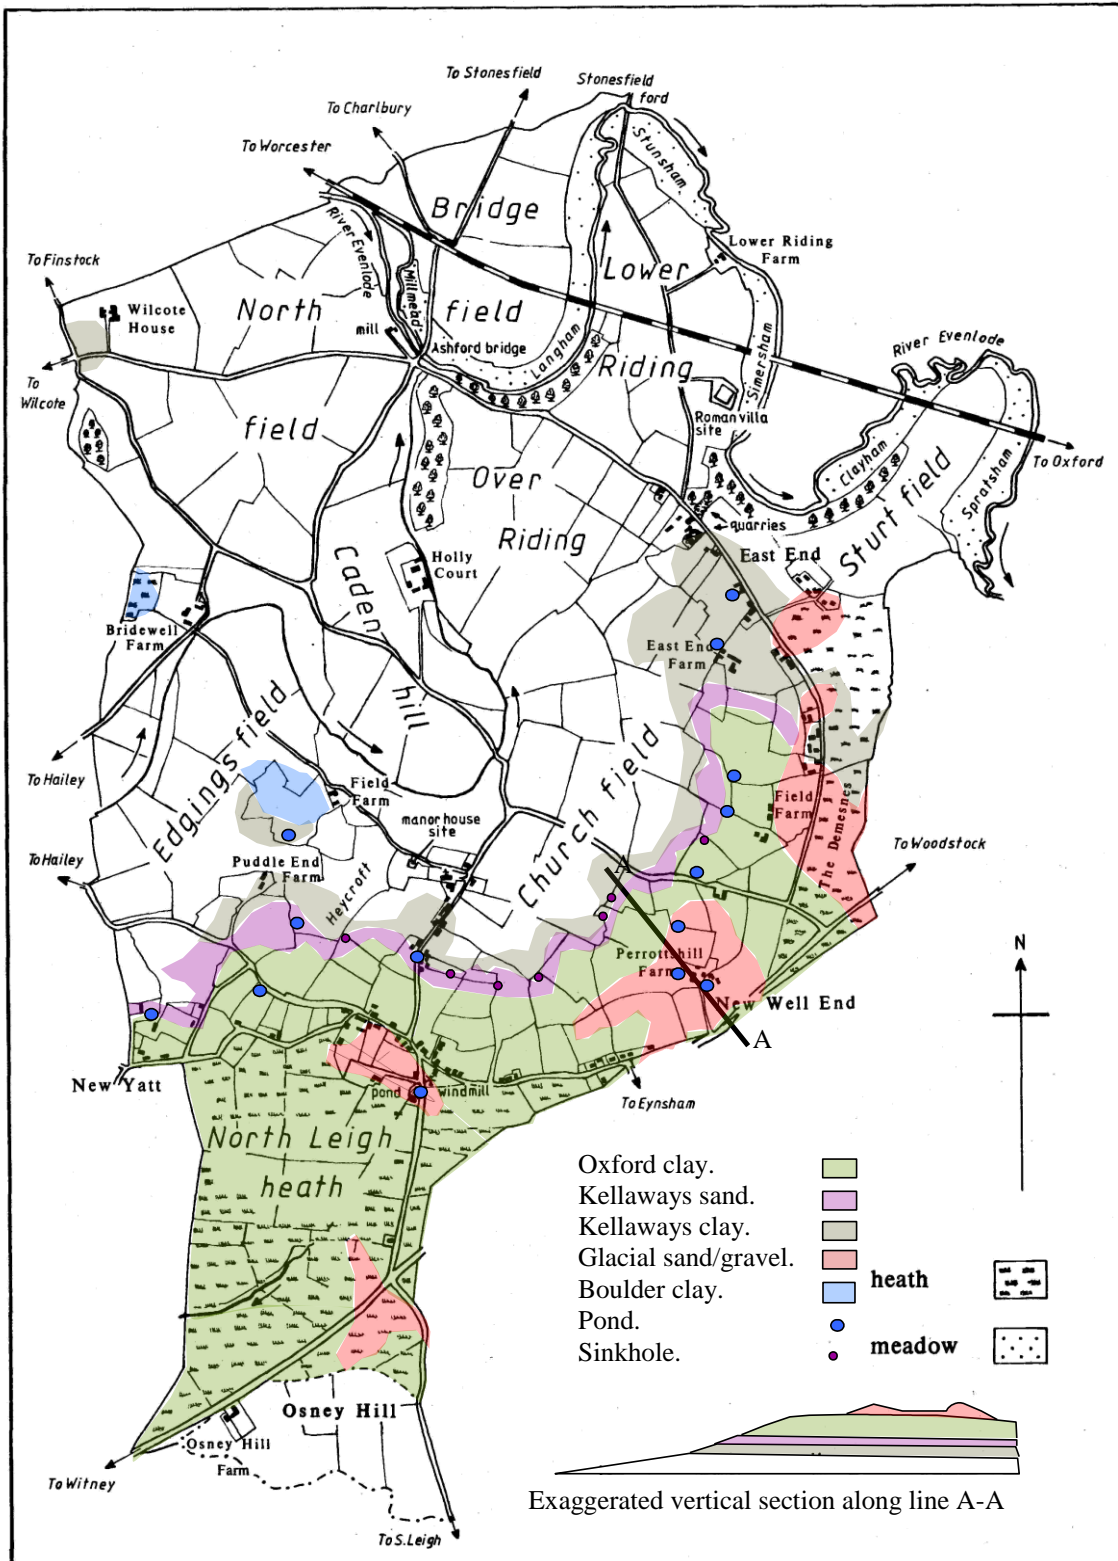 To Stonesfield
Stonesfield
ford
To Charlbury
To Worcester
Stunsham
Bridge
River Evenlode
Lower Riding
Farm
To Finstock
Lower
Millmead
Wilcote
House
North
field
mill
Ashford bridge
Langham
Simersham
River Evenlode
To
Wilcote
Riding
Roman villa
site
field
To Oxford
Clayham
Over
Spratsham
Sturt field
quarries
Riding
East End
Holly
Court
Caden
hill
Bridewell
Farm
East End
Farm
Edgings field
Church field
To Hailey
Field
Farm
Field
Farm
The Demesnes
manor house
site
To Woodstock
To Hailey
Puddle End
Farm
Heycroft
A
Perrottshill
Farm
N
New Well End
A
New Yatt
pond
windmill
To Eynsham
North Leigh
heath
Oxford clay.
Kellaways sand.
Kellaways clay.
Glacial sand/gravel.
Boulder clay.
Pond.
Sinkhole.
heath
meadow
Osney Hill
Osney Hill
Farm
To Witney
To S. Leigh
Exaggerated vertical section along line A-A